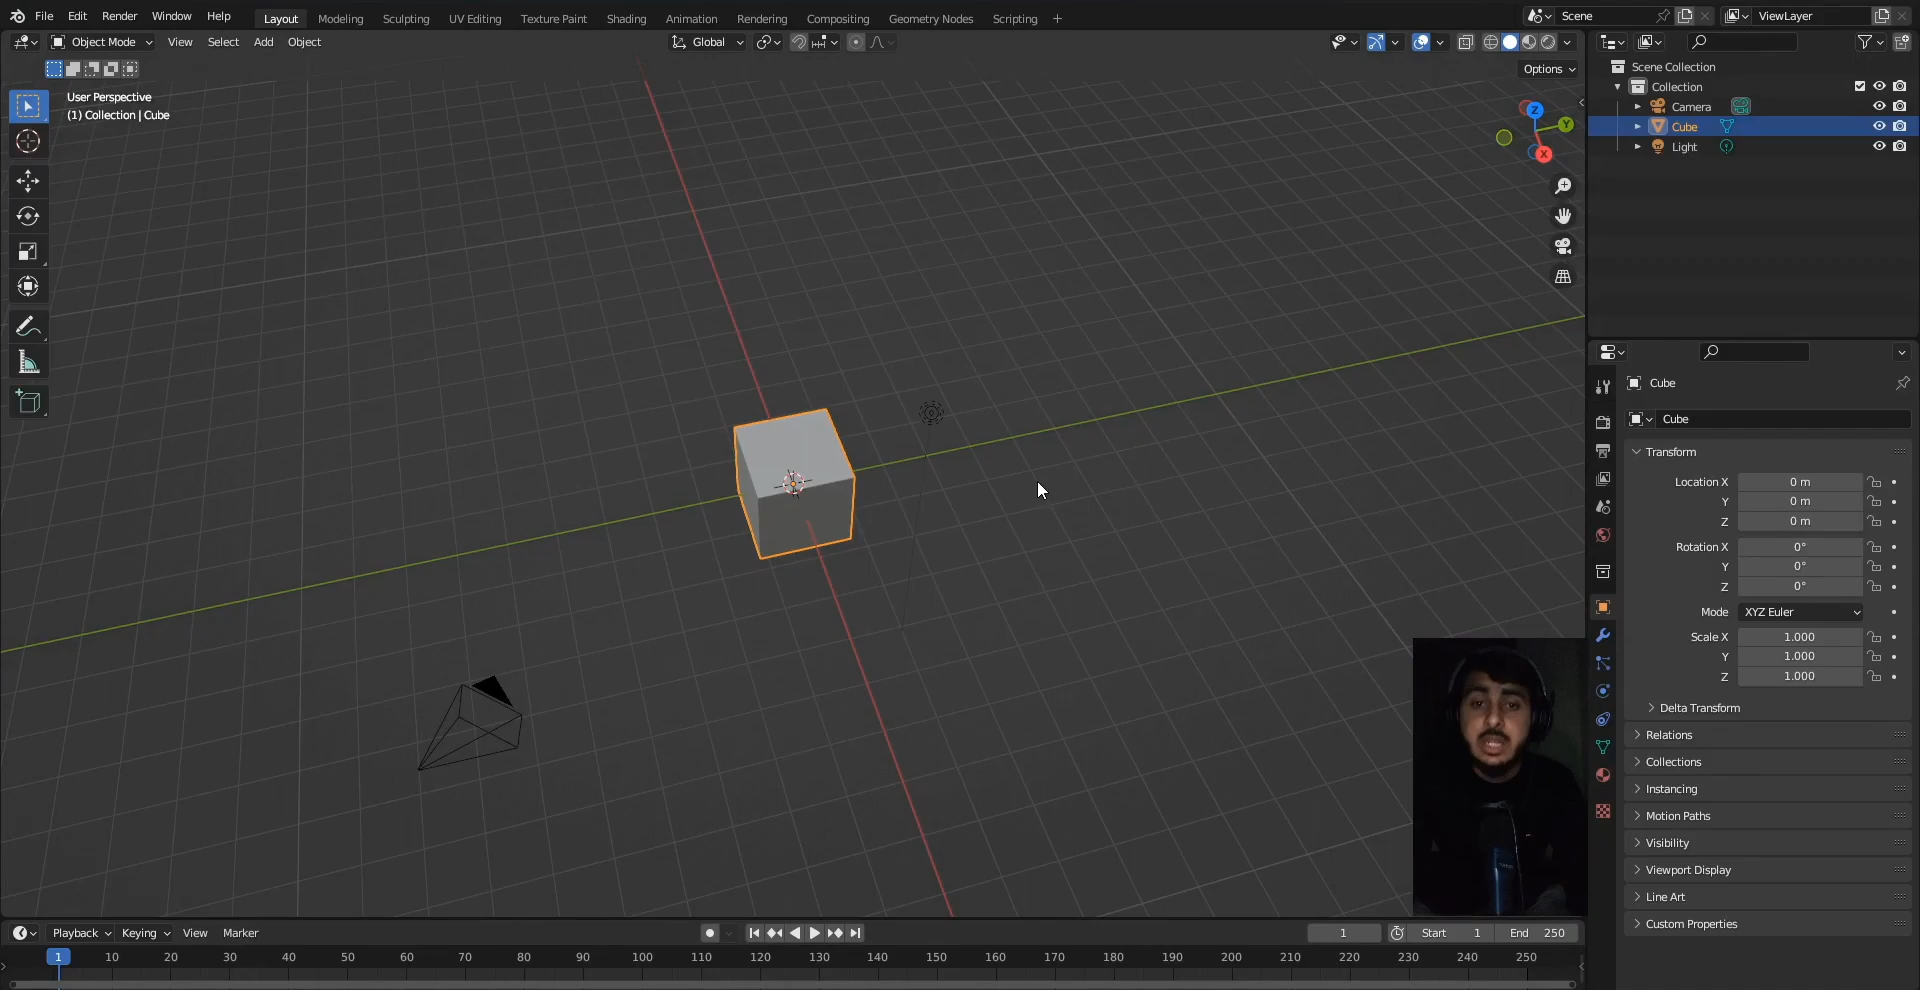 File Edit Render Window Help Layout Modeling Sculpting UV Editing Texture Paint Shading Animation Rendering Compositing Geometry Nodes Scripting + Scene ViewLayer
Object Mode View Select Add Object Global
Options
User Perspective
(1) Collection | Cube
Z
Y
X
Scene Collection
Collection
Camera
Cube
Light
Cube
Cube
Transform
Location X 0 m
Y 0 m
Z 0 m
Rotation X 0°
Y 0°
Z 0°
Mode XYZ Euler
Scale X 1.000
Y 1.000
Z 1.000
Delta Transform
Relations
Collections
Instancing
Motion Paths
Visibility
Viewport Display
Line Art
Custom Properties
Playback Keying View Marker 1 Start 1 End 250
1 10 20 30 40 50 60 70 80 90 100 110 120 130 140 150 160 170 180 190 200 210 220 230 240 250